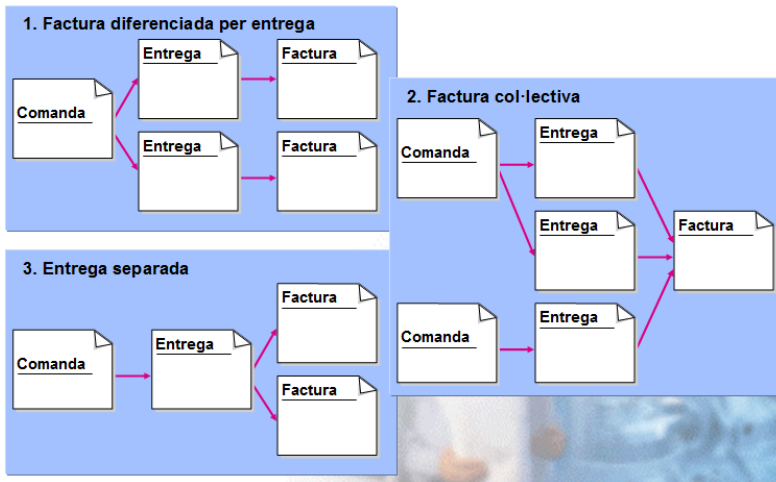 1. Factura diferenciada per entrega
Entrega
Factura
Comanda
Entrega
Factura
2. Factura col·lectiva
Comanda
Entrega
Entrega
Factura
Comanda
Entrega
3. Entrega separada
Factura
Comanda
Entrega
Factura